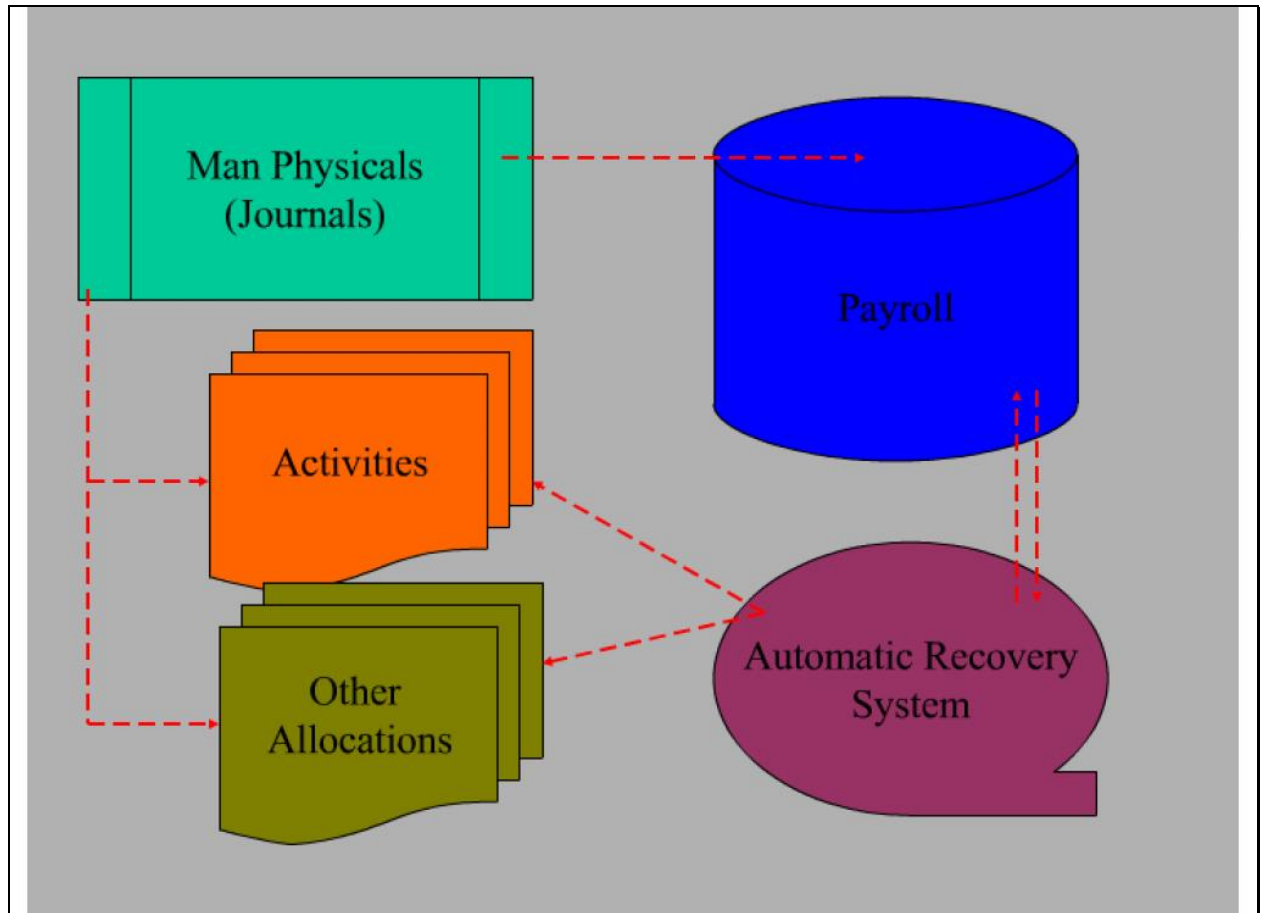 Man Physicals
(Journals)
Payroll
Activities
Other
Allocations
Automatic Recovery
System